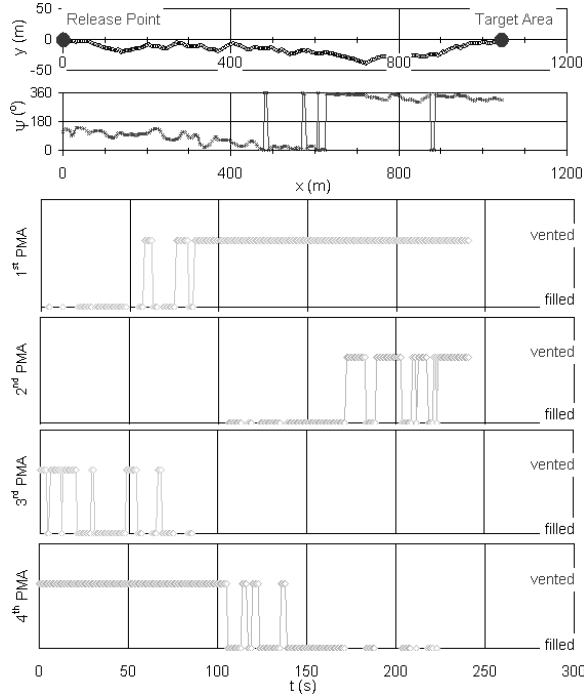 Release Point Target Area
y (m)
50
0
-50
0 400 800 1200
ψ (º)
360
180
0
0 400 800 1200
x (m)
1st PMA
vented
filled
2nd PMA
vented
filled
3rd PMA
vented
filled
4th PMA
vented
filled
0 50 100 150 200 250 300
t (s)